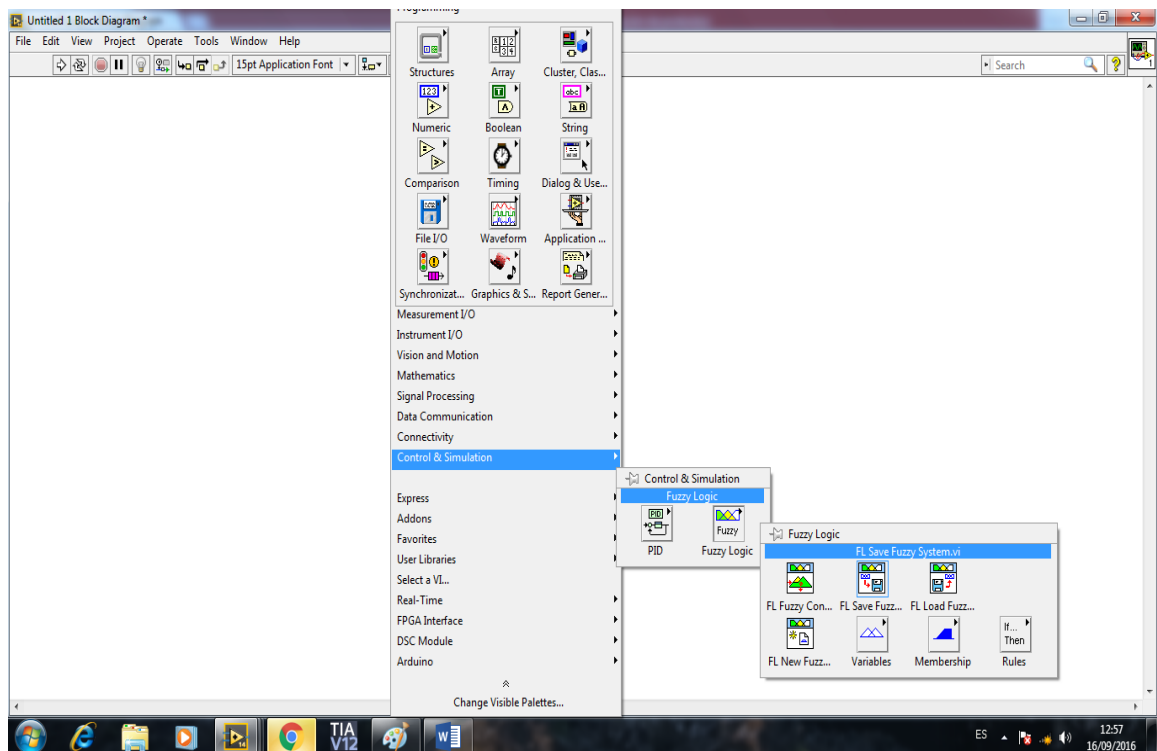 Untitled 1 Block Diagram *
File Edit View Project Operate Tools Window Help
15pt Application Font
Search
1
Programming
Structures Array Cluster, Clas...
Numeric Boolean String
Comparison Timing Dialog & Use...
File I/O Waveform Application ...
Synchronizat... Graphics & S... Report Gener...
Measurement I/O
Instrument I/O
Vision and Motion
Mathematics
Signal Processing
Data Communication
Connectivity
Control & Simulation
Express
Addons
Favorites
User Libraries
Select a VI...
Real-Time
FPGA Interface
DSC Module
Arduino
Change Visible Palettes...
Control & Simulation
Fuzzy Logic
PID Fuzzy
PID Fuzzy Logic
Fuzzy Logic
FL Save Fuzzy System.vi
FL Fuzzy Con... FL Save Fuzz... FL Load Fuzz...
If...
Then
FL New Fuzz... Variables Membership Rules
TIA
V12
ES
12:57
16/09/2016